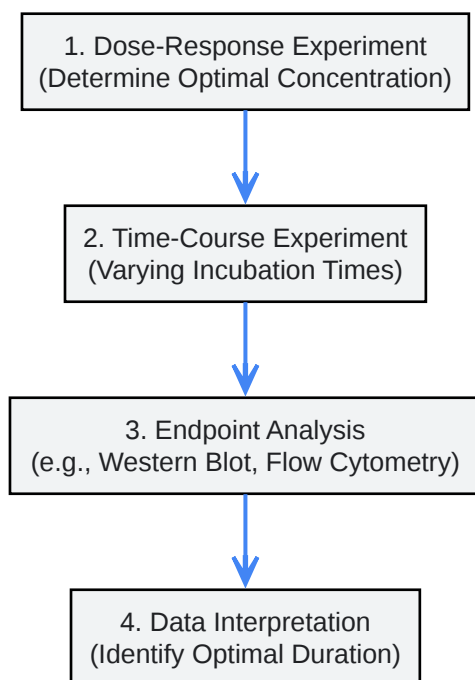 1. Dose-Response Experiment
(Determine Optimal Concentration)
2. Time-Course Experiment
(Varying Incubation Times)
3. Endpoint Analysis
(e.g., Western Blot, Flow Cytometry)
4. Data Interpretation
(Identify Optimal Duration)